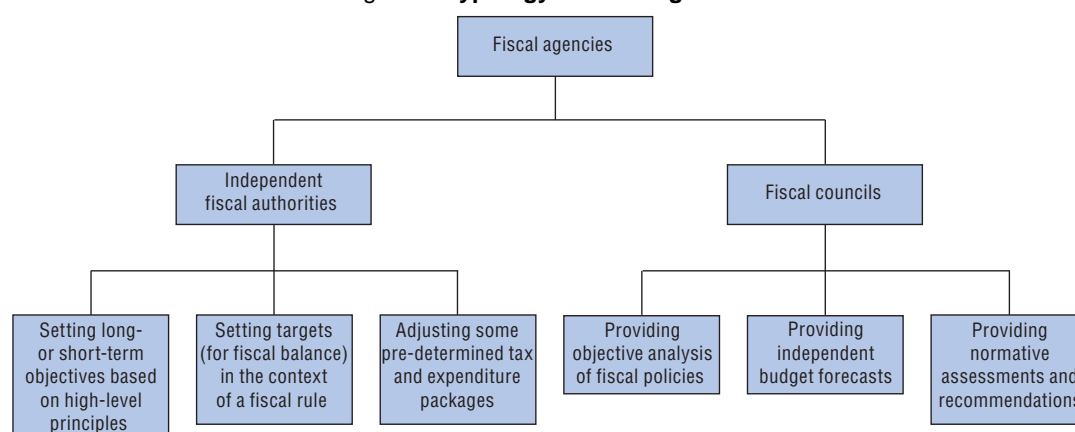 Fiscal agencies
Independent
fiscal authorities
Fiscal councils
Setting long-
or short-term
objectives based
on high-level
principles
Setting targets
(for fiscal balance)
in the context
of a fiscal rule
Adjusting some
pre-determined tax
and expenditure
packages
Providing
objective analysis
of fiscal policies
Providing
independent
budget forecasts
Providing
normative
assessments and
recommendations